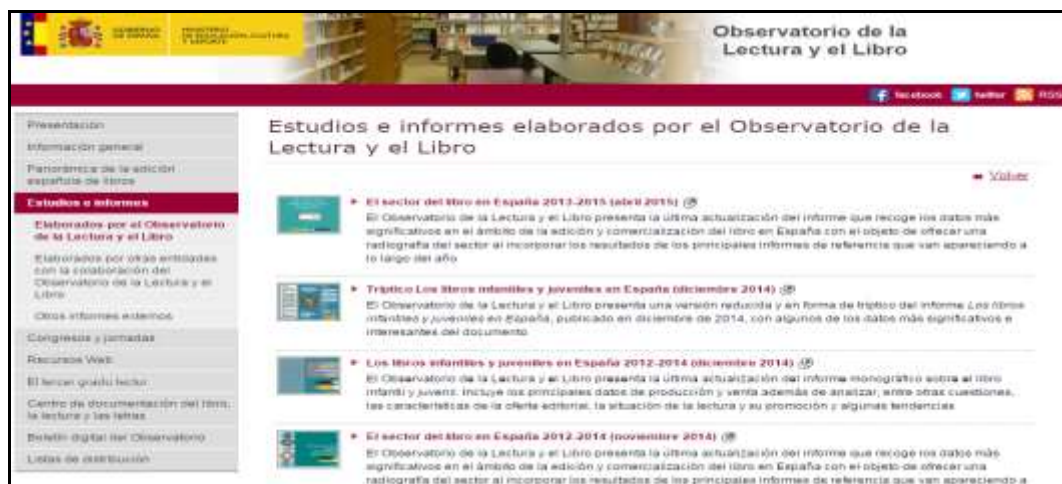 GOBIERNO
DE ESPAÑA
MINISTERIO
DE EDUCACIÓN, CULTURA
Y DEPORTE
Observatorio de la
Lectura y el Libro
facebook twitter RSS
Presentación
Información general
Panorámica de la edición
española de libros
Estudios e informes
Elaborados por el Observatorio
de la Lectura y el Libro
Elaborados por otras entidades
con la colaboración del
Observatorio de la Lectura y el
Libro
Otros informes externos
Congresos y jornadas
Recursos Web
El tercer grado lector
Centro de documentación del libro,
la lectura y las letras
Boletín digital del Observatorio
Listas de distribución
Estudios e informes elaborados por el Observatorio de la
Lectura y el Libro
Volver
El sector del libro en España 2013-2015 (abril 2015)
El Observatorio de la Lectura y el Libro presenta la última actualización del informe que recoge los datos más
significativos en el ámbito de la edición y comercialización del libro en España con el objeto de ofrecer una
radiografía del sector al incorporar los resultados de los principales informes de referencia que van apareciendo a
lo largo del año
Tríptico Los libros infantiles y juveniles en España (diciembre 2014)
El Observatorio de la Lectura y el Libro presenta una versión reducida y en forma de tríptico del informe Los libros
infantiles y juveniles en España, publicado en diciembre de 2014, con algunos de los datos más significativos e
interesantes del documento
Los libros infantiles y juveniles en España 2012-2014 (diciembre 2014)
El Observatorio de la Lectura y el Libro presenta la última actualización del informe monográfico sobre el libro
infantil y juvenil. Incluye los principales datos de producción y venta además de analizar, entre otras cuestiones,
las características de la oferta editorial, la situación de la lectura y su promoción y algunas tendencias
El sector del libro en España 2012-2014 (noviembre 2014)
El Observatorio de la Lectura y el Libro presenta la última actualización del informe que recoge los datos más
significativos en el ámbito de la edición y comercialización del libro en España con el objeto de ofrecer una
radiografía del sector al incorporar los resultados de los principales informes de referencia que van apareciendo a